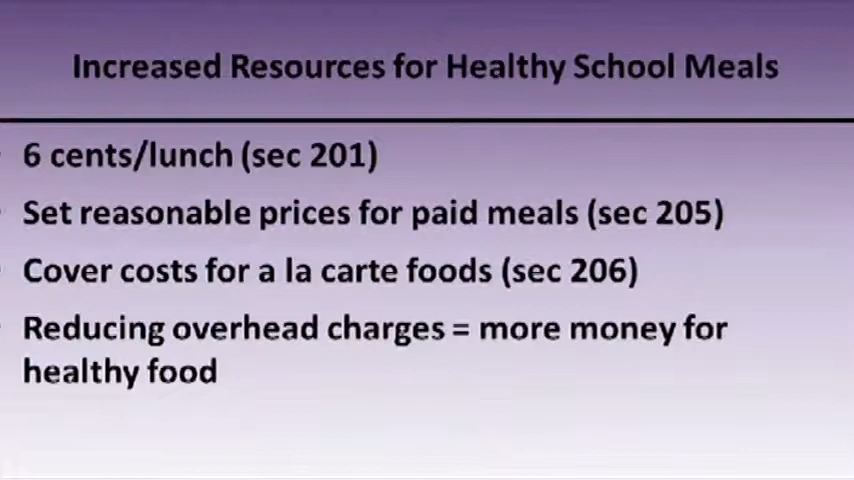 Increased Resources for Healthy School Meals
6 cents/lunch (sec 201)
Set reasonable prices for paid meals (sec 205)
Cover costs for a la carte foods (sec 206)
Reducing overhead charges = more money for
healthy food